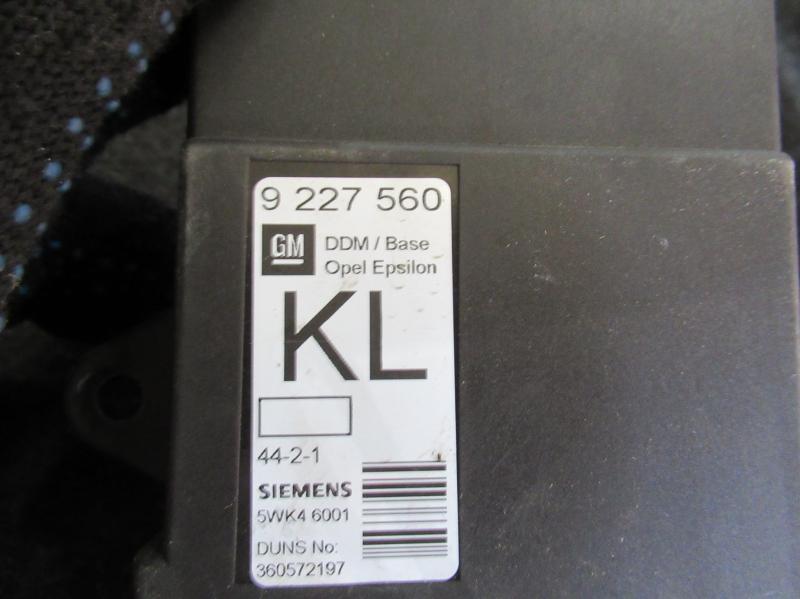 9 227 560
GM DDM / Base
Opel Epsilon
KL
44-2-1
SIEMENS
5WK4 6001
DUNS No:
360572197